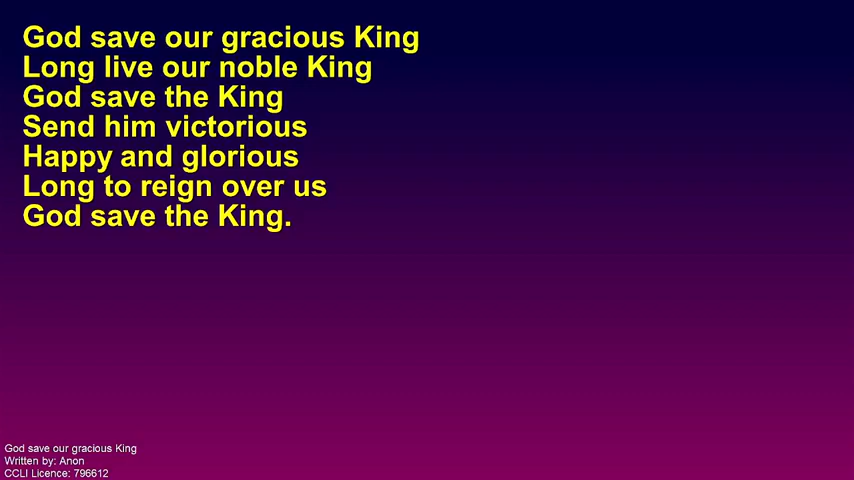 God save our gracious King
Long live our noble King
God save the King
Send him victorious
Happy and glorious
Long to reign over us
God save the King.
God save our gracious King
Written by: Anon
CCLI Licence: 796612